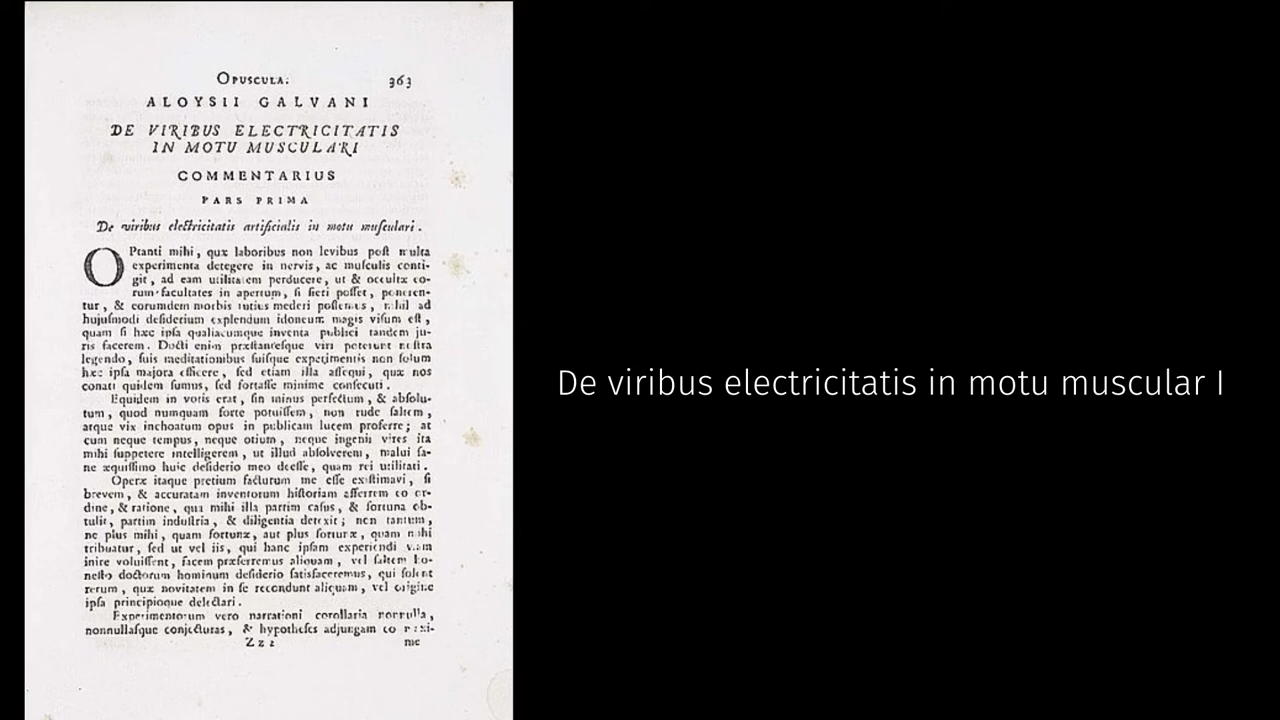 OPUSCULA. 363
ALOYSII GALVANI
DE VIRIBUS ELECTRICITATIS
IN MOTU MUSCULARI
COMMENTARIUS
PARS PRIMA
De viribus electricitatis artificialis in motu muſculari.
OPtanti mihi, quæ laboribus non levibus poſt multa
experimenta detegere in nervis, ac muſculis conti-
git, ad eam utilitatem perducere, ut & occultæ eo-
rum facultates in apertum, ſi fieri poſſet, poneren-
tur, & eorumdem morbis tutius mederi poſſemus, nihil ad
hujuſmodi deſiderium explendum idoneum magis viſum eſt,
quam ſi hæc ipſa qualiacumque inventa publici tandem ju-
ris facerem. Docti enim præſtanteſque viri poterunt noſtra
legendo, ſuis meditationibus ſuiſque experimentis non ſolum
hæc ipſa majora efficere, ſed etiam illa aſſequi, quæ nos
conati quidem ſumus, ſed fortaſſe minime conſecuti.
Equidem in votis erat, ſin minus perfectum, & abſolu-
tum, quod numquam forte potuiſſem, non rude ſaltem,
atque vix inchoatum opus in publicam lucem proferre; at
cum neque tempus, neque otium, neque ingenii vires ita
mihi ſuppetere intelligerem, ut illud abſolverem, malui ſa-
ne æquiſſimo huic deſiderio meo deeſſe, quam rei utilitati.
Operæ itaque pretium facturum me eſſe exiſtimavi, ſi
brevem, & accuratam inventorum hiſtoriam afferrem eo or-
dine, & ratione, qua mihi illa partim caſus, & fortuna ob-
tulit, partim induſtria, & diligentia detexit; non tantum,
ne plus mihi, quam fortunæ, aut plus fortunæ, quam mihi
tribuatur, ſed ut vel iis, qui hanc ipſam experiendi viam
inire voluiſſent, facem præferremus aliquam, vel ſaltem ho-
neſto doctorum hominum deſiderio ſatisfaceremus, qui ſolent
rerum, quæ novitatem in ſe recondunt aliquam, vel origine
ipſa principioque delectari.
Experimentorum vero narrationi corollaria nonnulla,
nonnullaſque conjecturas, & hypotheſes adjungam eo maxi-
Zz 2 me
De viribus electricitatis in motu muscular I